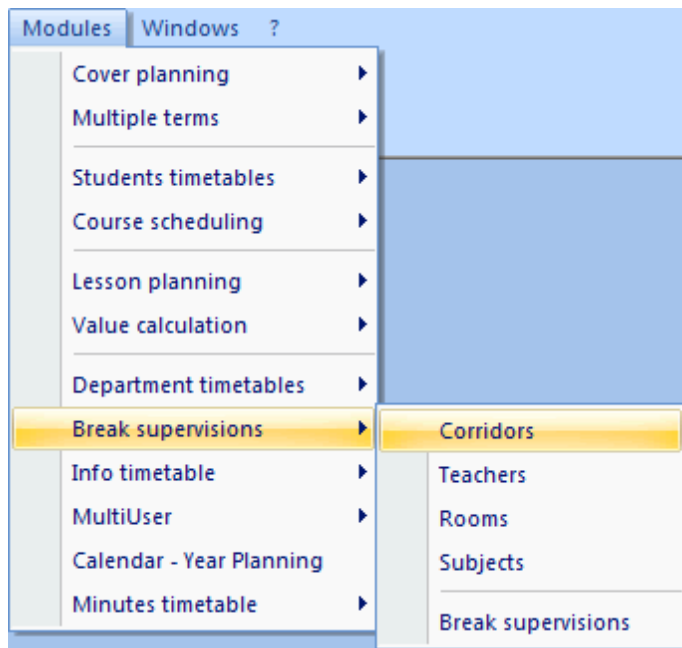 Modules Windows ?
Cover planning
Multiple terms
Students timetables
Course scheduling
Lesson planning
Value calculation
Department timetables
Break supervisions
Info timetable
MultiUser
Calendar - Year Planning
Minutes timetable
Corridors
Teachers
Rooms
Subjects
Break supervisions